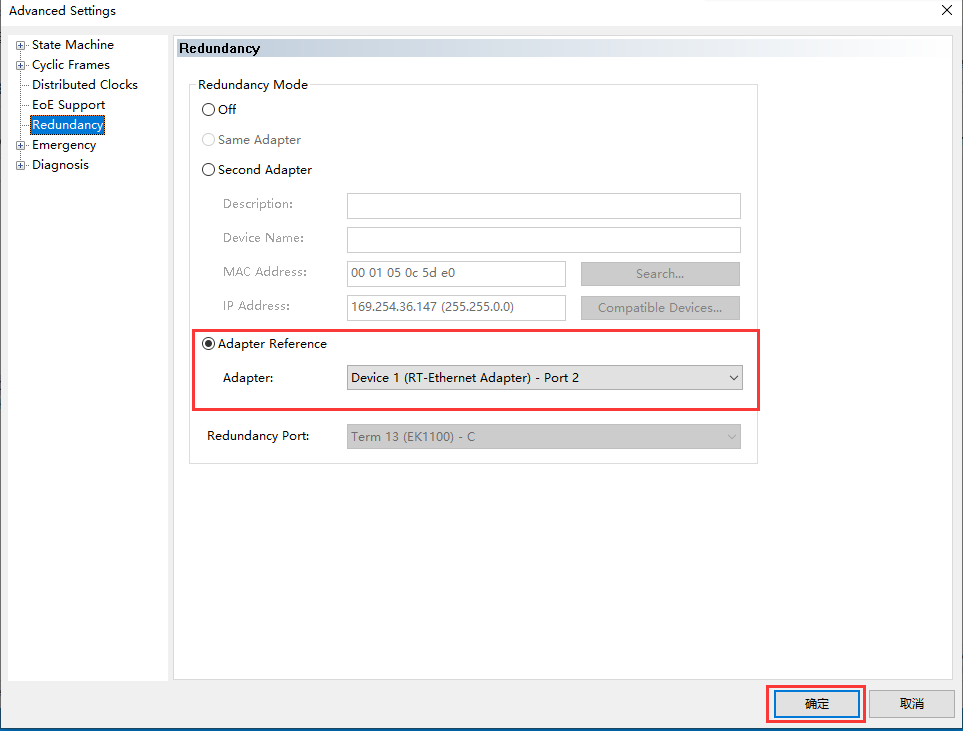 Advanced Settings
State Machine
Cyclic Frames
Distributed Clocks
EoE Support
Redundancy
Emergency
Diagnosis
Redundancy
Redundancy Mode
Off
Same Adapter
Second Adapter
Description:
Device Name:
MAC Address: 00 01 05 0c 5d e0 Search...
IP Address: 169.254.36.147 (255.255.0.0) Compatible Devices...
Adapter Reference
Adapter: Device 1 (RT-Ethernet Adapter) - Port 2
Redundancy Port: Term 13 (EK1100) - C
确定 取消